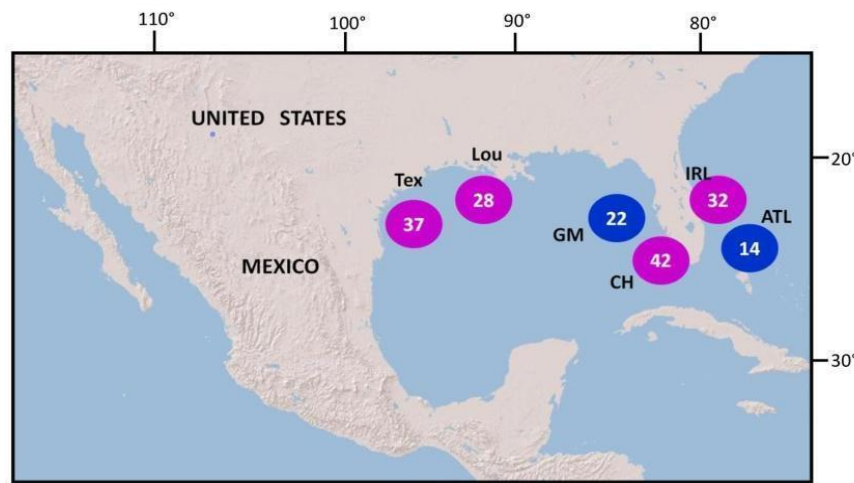 110° 100° 90° 80°
UNITED STATES
20°
Lou
IRL
Tex
28
32
ATL
37
22
GM
14
MEXICO
42
CH
30°